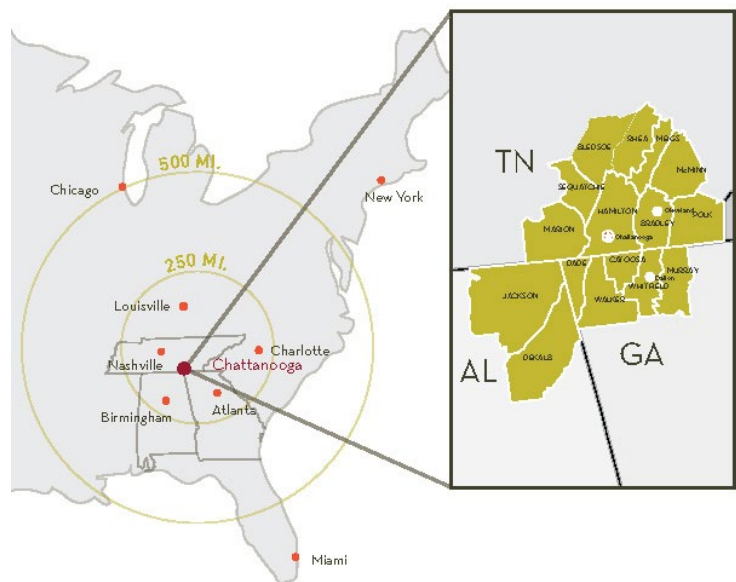 500 MI.
Chicago
New York
250 MI.
Louisville
Nashville
Chattanooga
Charlotte
Birmingham
Atlanta
Miami
TN
BLEDSOE
RHEA
MEIGS
McMINN
SEQUATCHIE
HAMILTON
Cleveland
BRADLEY
POLK
MARION
Chattanooga
DADE
CATOOSA
MURRAY
Dalton
WHITFIELD
JACKSON
WALKER
GA
AL
DEKALB